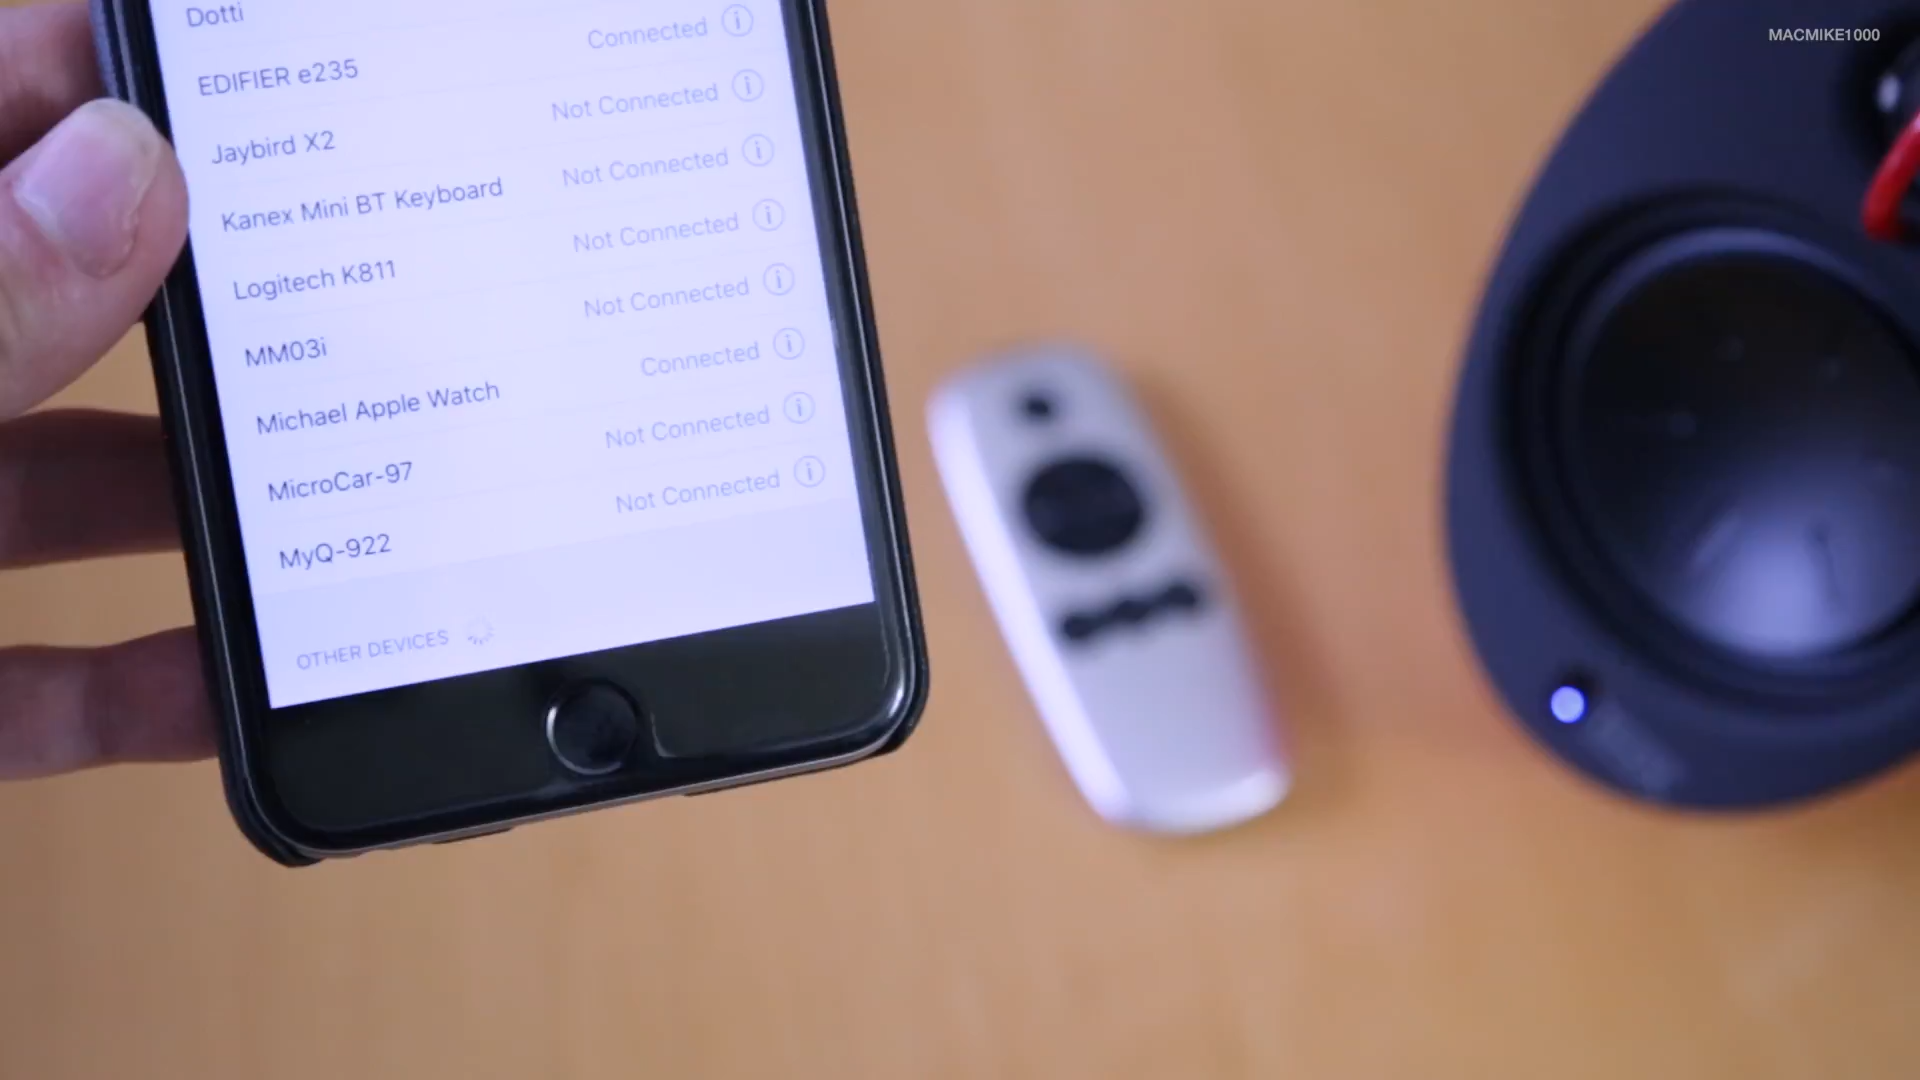 MACMIKE1000
Dotti
EDIFIER e235 Connected
Jaybird X2 Not Connected
Kanex Mini BT Keyboard Not Connected
Logitech K811 Not Connected
MM03i Not Connected
Michael Apple Watch Connected
MicroCar-97 Not Connected
MyQ-922 Not Connected
OTHER DEVICES